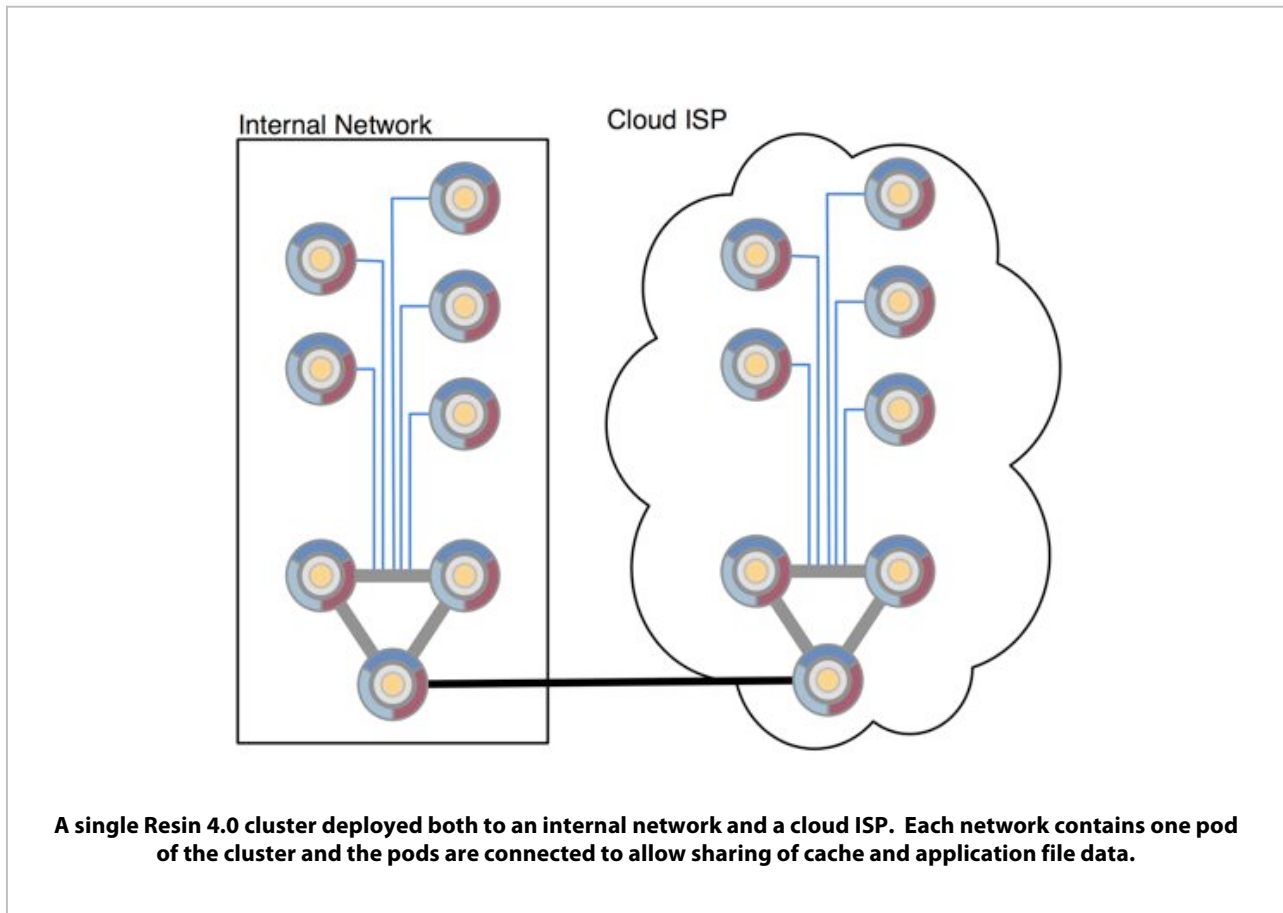 Internal Network
Cloud ISP
A single Resin 4.0 cluster deployed both to an internal network and a cloud ISP. Each network contains one pod
of the cluster and the pods are connected to allow sharing of cache and application file data.